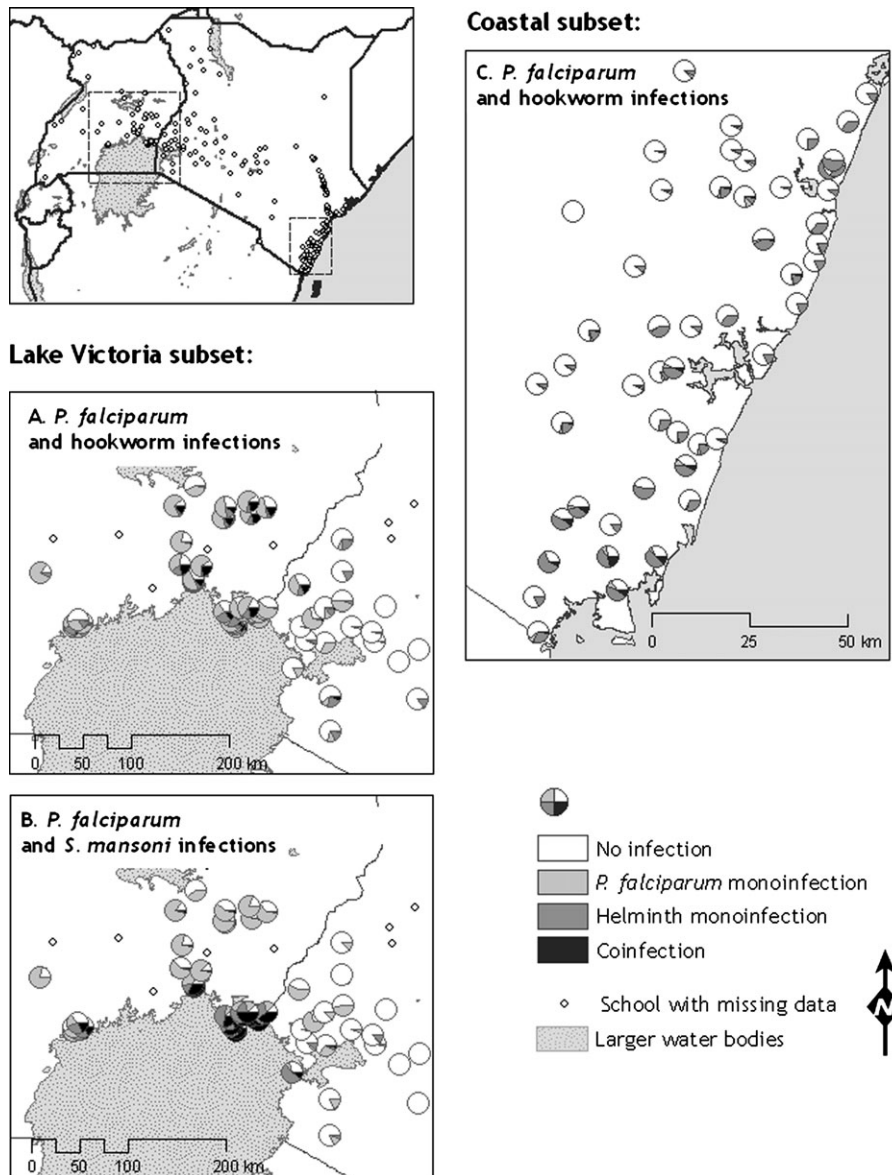 Coastal subset:
C. P. falciparum
and hookworm infections
0 25 50 km
Lake Victoria subset:
A. P. falciparum
and hookworm infections
0 50 100 200 km
B. P. falciparum
and S. mansoni infections
0 50 100 200 km
No infection
P. falciparum monoinfection
Helminth monoinfection
Coinfection
School with missing data
Larger water bodies
N